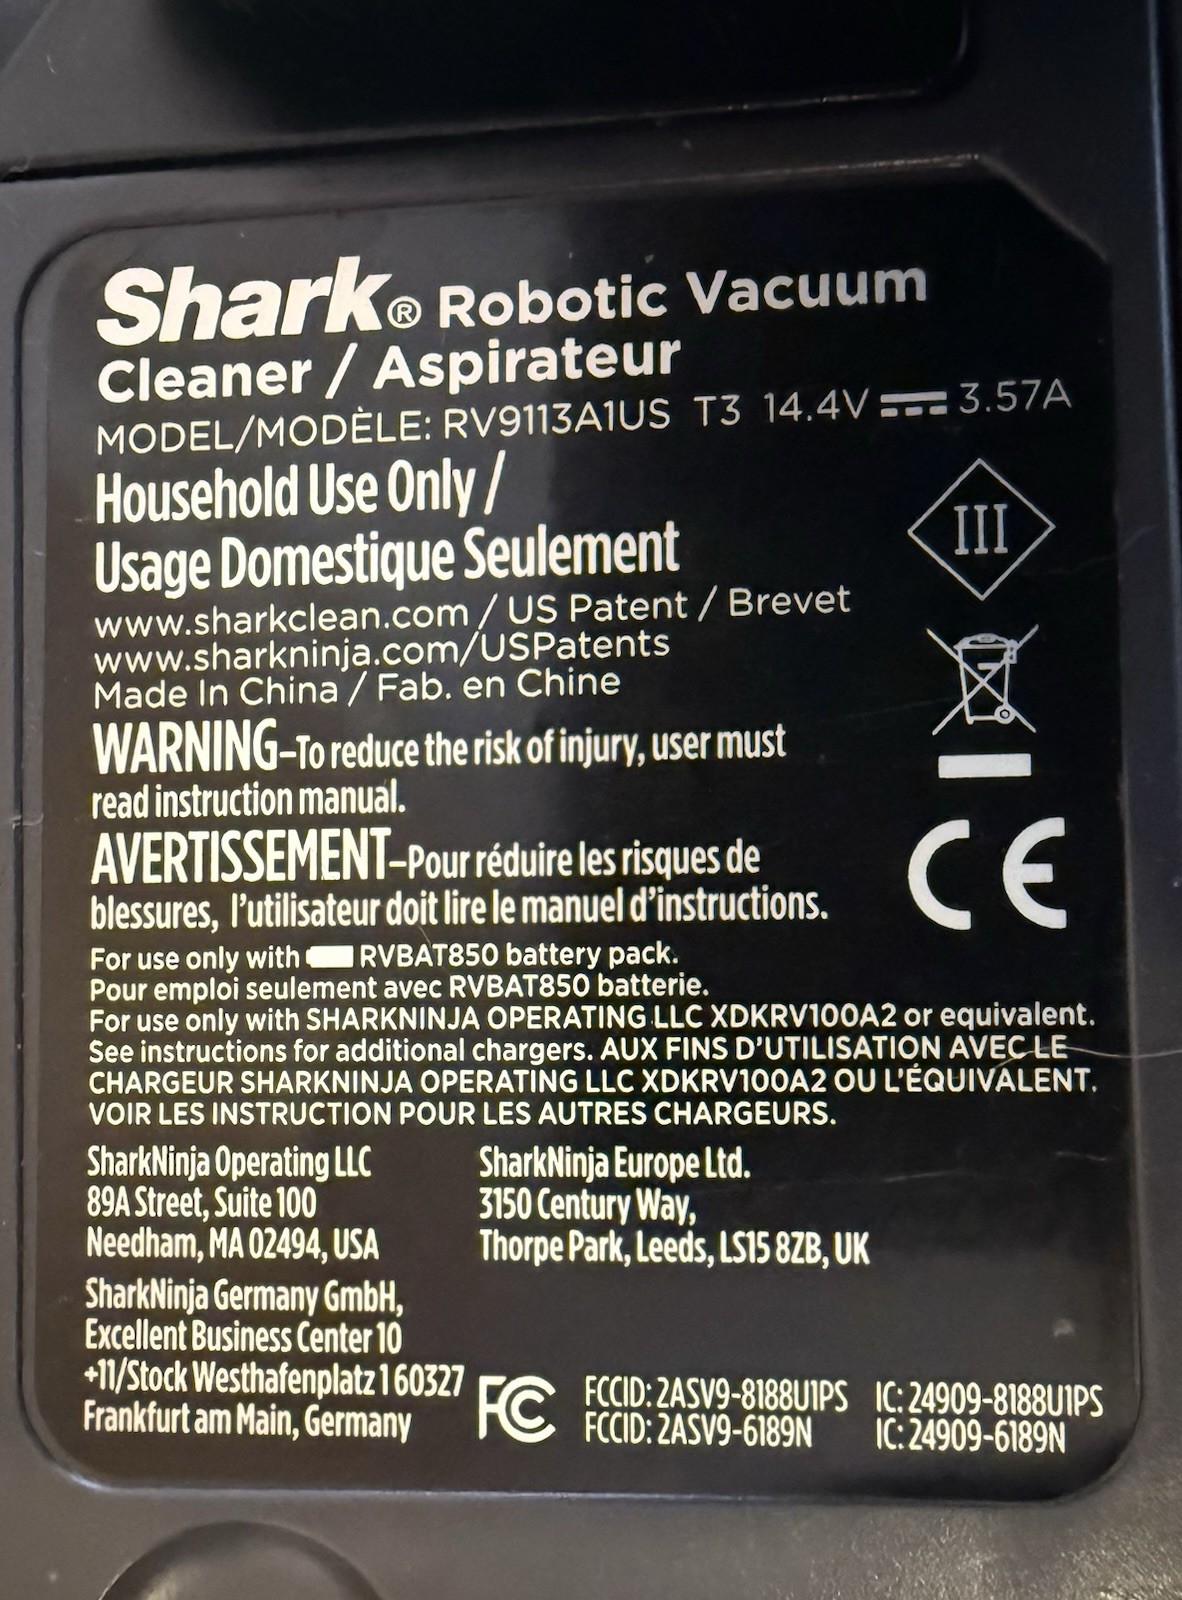 Shark® Robotic Vacuum
Cleaner / Aspirateur
MODEL/MODÈLE: RV9113A1US T3 14.4V ⎓ 3.57A
Household Use Only /
Usage Domestique Seulement
III
www.sharkclean.com / US Patent / Brevet
www.sharkninja.com/USPatents
Made In China / Fab. en Chine
WARNING–To reduce the risk of injury, user must
read instruction manual.
AVERTISSEMENT–Pour réduire les risques de
blessures, l’utilisateur doit lire le manuel d’instructions.
CE
For use only with RVBAT850 battery pack.
Pour emploi seulement avec RVBAT850 batterie.
For use only with SHARKNINJA OPERATING LLC XDKRV100A2 or equivalent.
See instructions for additional chargers. AUX FINS D’UTILISATION AVEC LE
CHARGEUR SHARKNINJA OPERATING LLC XDKRV100A2 OU L’ÉQUIVALENT.
VOIR LES INSTRUCTION POUR LES AUTRES CHARGEURS.
SharkNinja Operating LLC
89A Street, Suite 100
Needham, MA 02494, USA
SharkNinja Europe Ltd.
3150 Century Way,
Thorpe Park, Leeds, LS15 8ZB, UK
SharkNinja Germany GmbH,
Excellent Business Center 10
+11/Stock Westhafenplatz 1 60327
Frankfurt am Main, Germany
FC
FCCID: 2ASV9-8188U1PS IC: 24909-8188U1PS
FCCID: 2ASV9-6189N IC: 24909-6189N